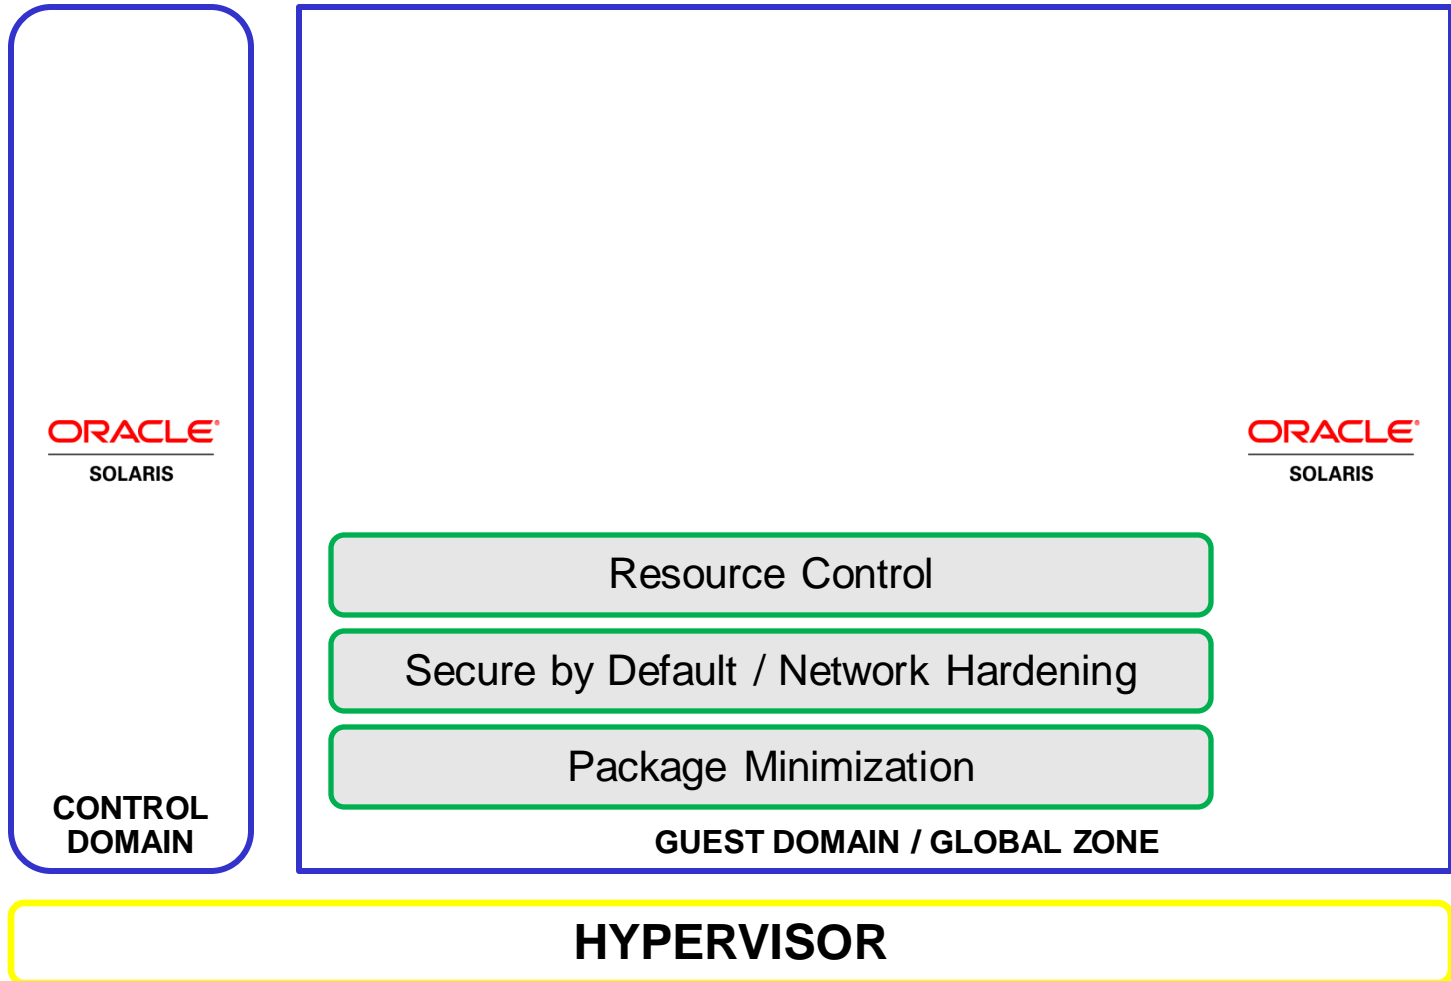 ORACLE®
SOLARIS
CONTROL
DOMAIN
ORACLE®
SOLARIS
Resource Control
Secure by Default / Network Hardening
Package Minimization
GUEST DOMAIN / GLOBAL ZONE
HYPERVISOR